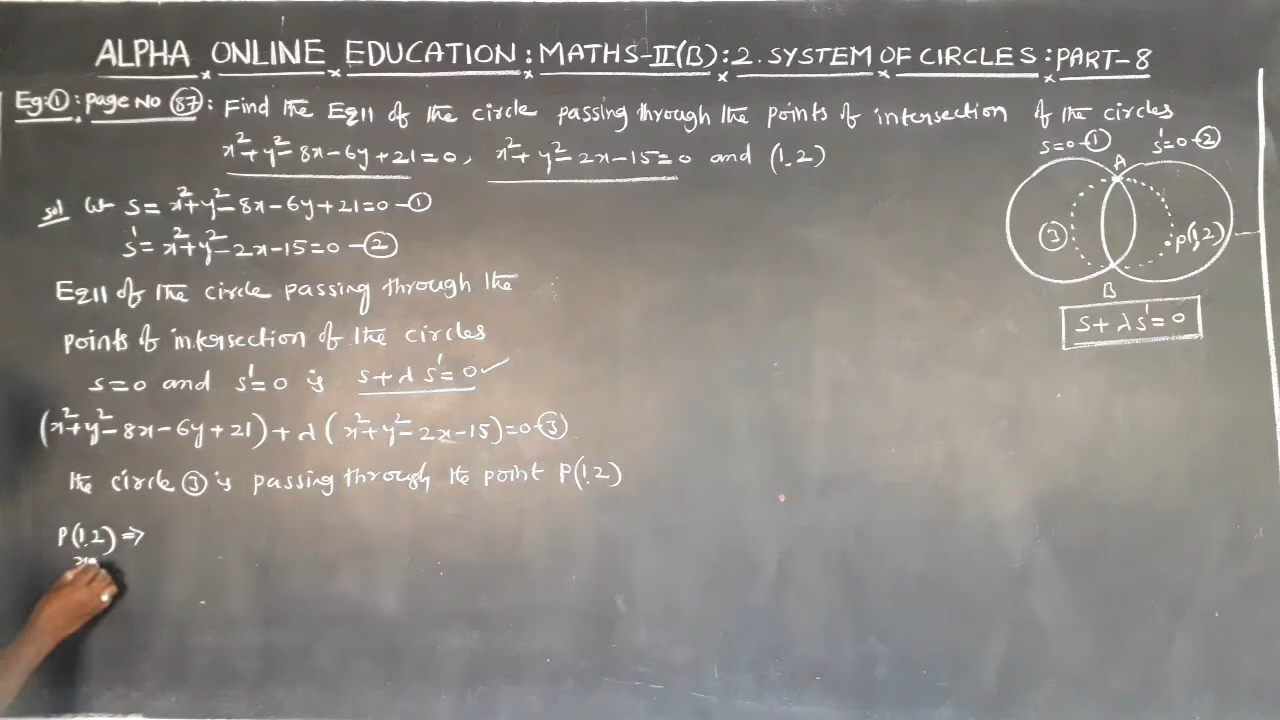 ALPHA ONLINE EDUCATION : MATHS-II(B) : 2. SYSTEM OF CIRCLES : PART-8
Eg:① : page No 87 : Find the Eqn of the circle passing through the points of intersection of the circles
x²+y²-8x-6y+21=0, x²+y²-2x-15=0 and (1,2)
S=0-① S'=0-②
A
sol let S= x²+y²-8x-6y+21=0-①
S'= x²+y²-2x-15=0-②
③ P(1,2)
Eqn of the circle passing through the
B
S+λS'=0
points of intersection of the circles
S=0 and S'=0 is S+λS'=0 ✓
(x²+y²-8x-6y+21)+λ(x²+y²-2x-15)=0-③
the circle ③ is passing through the point P(1,2)
P(1,2) ⇒